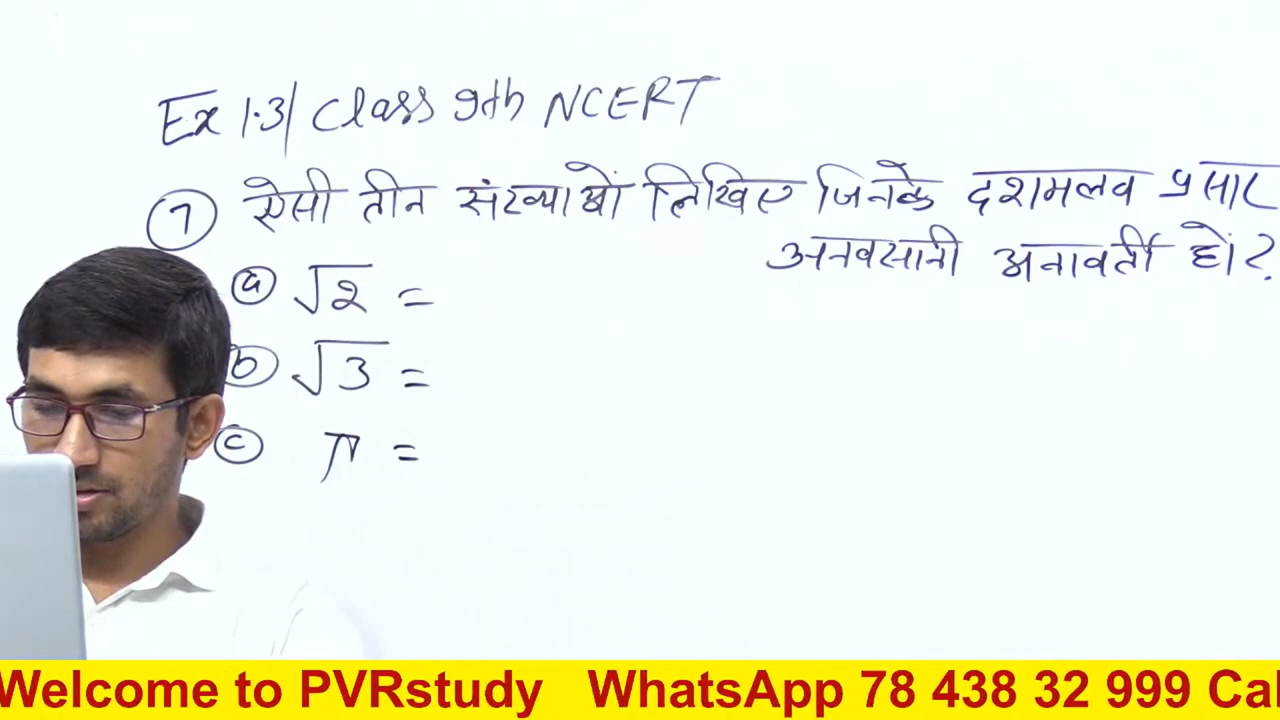 Ex 1.3/ Class 9th NCERT
7 ऐसी तीन संख्याओं लिखिए जिनके दशमलव प्रसार
अनवसानी अनावर्ती हों?
a √2 =
b √3 =
c π =
Welcome to PVRstudy WhatsApp 78 438 32 999 Cal